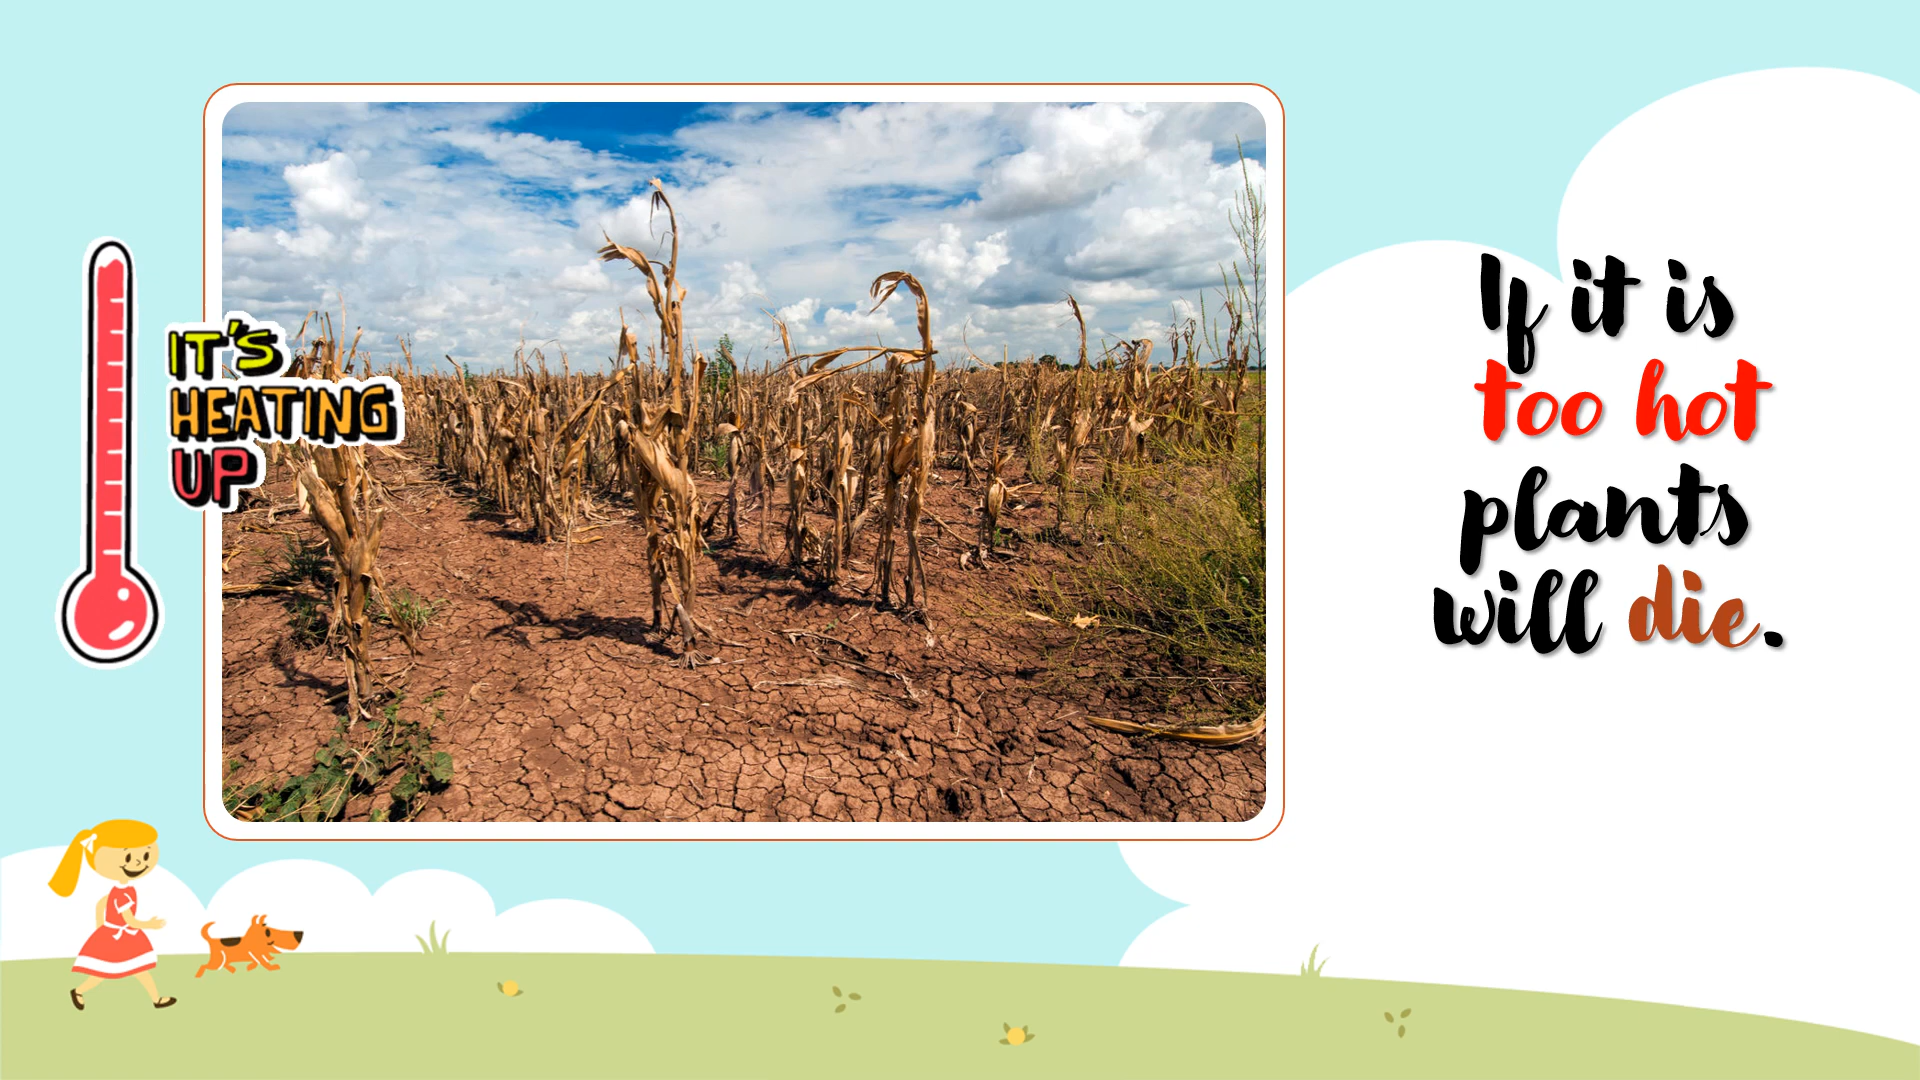 IT'S
HEATING
UP
If it is
too hot
plants
will die.